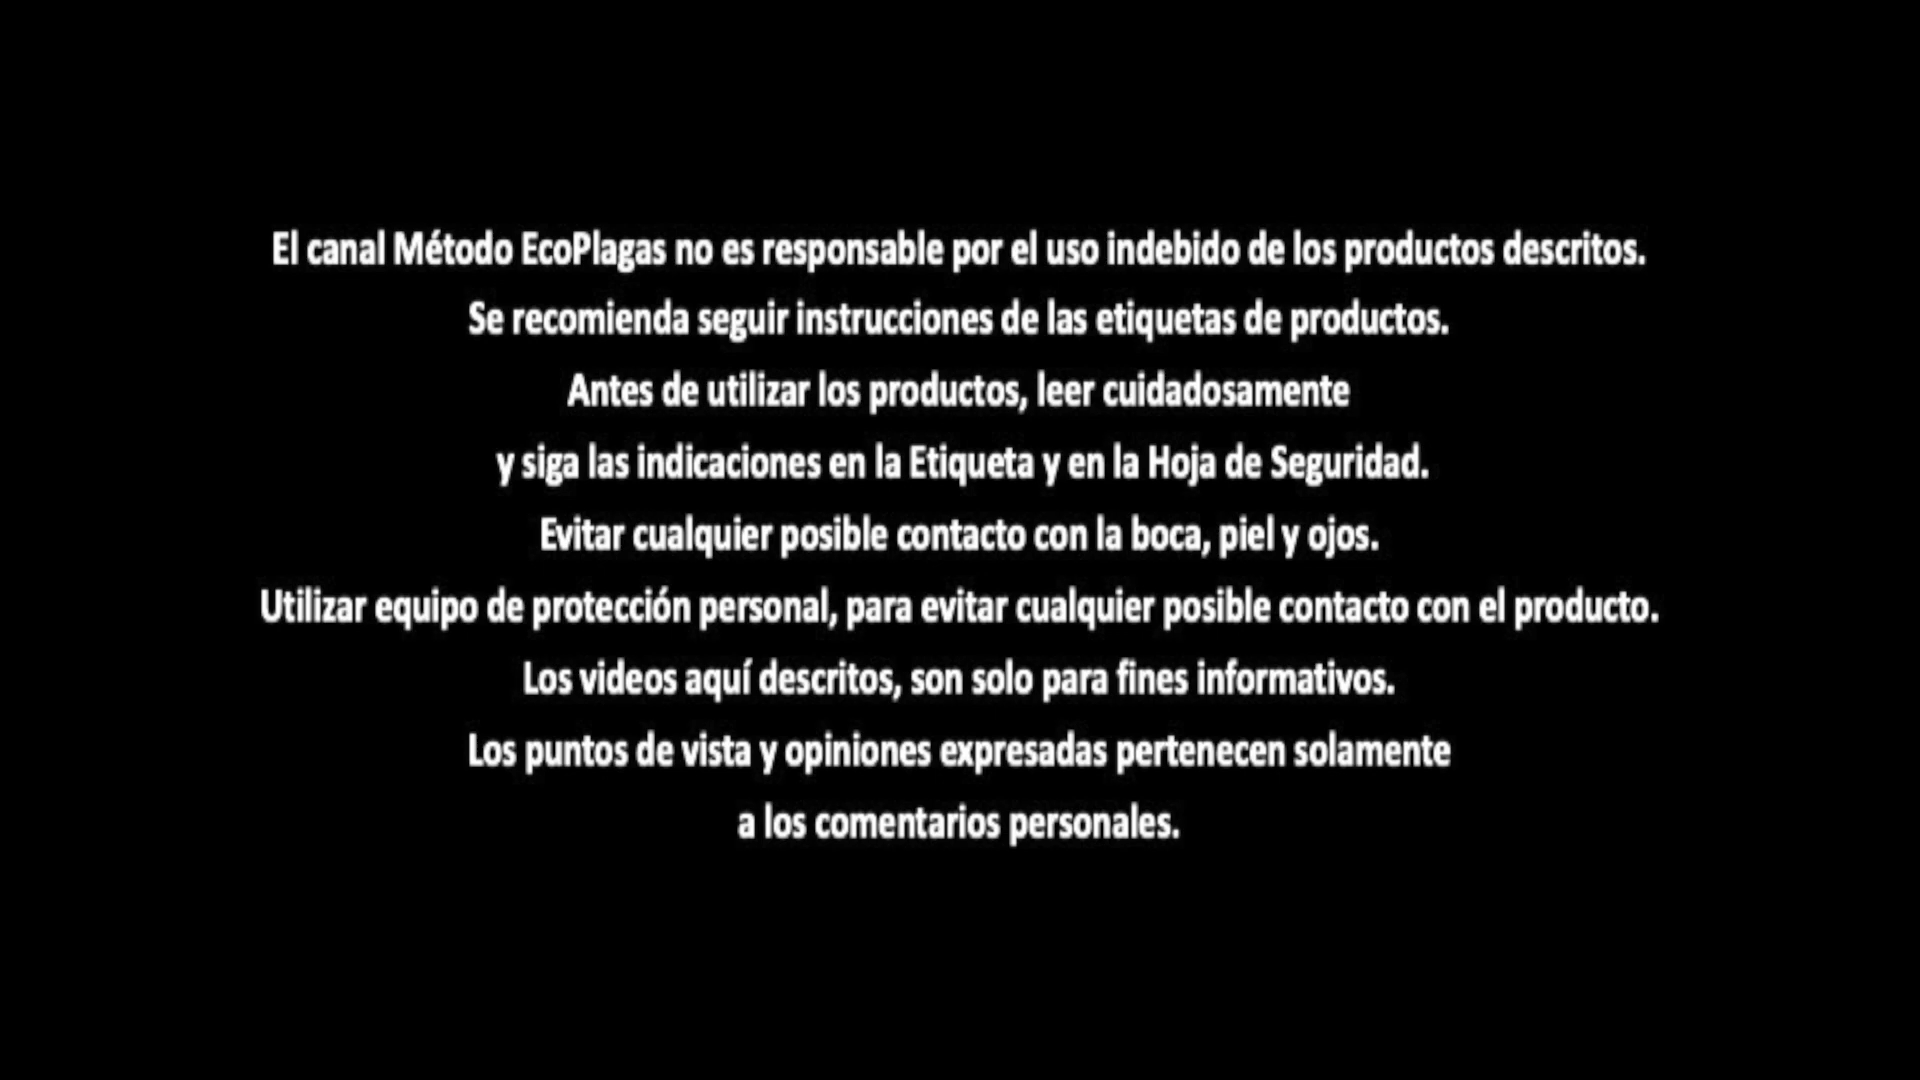 El canal Método EcoPlagas no es responsable por el uso indebido de los productos descritos.
Se recomienda seguir instrucciones de las etiquetas de productos.
Antes de utilizar los productos, leer cuidadosamente
y siga las indicaciones en la Etiqueta y en la Hoja de Seguridad.
Evitar cualquier posible contacto con la boca, piel y ojos.
Utilizar equipo de protección personal, para evitar cualquier posible contacto con el producto.
Los videos aquí descritos, son solo para fines informativos.
Los puntos de vista y opiniones expresadas pertenecen solamente
a los comentarios personales.